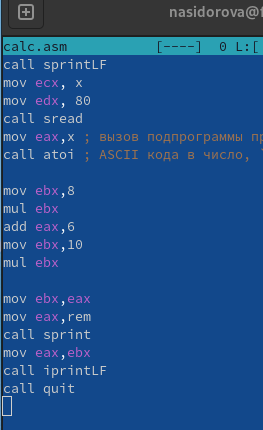 nasidorova@
calc.asm [----] 0 L:[
call sprintLF
mov ecx, x
mov edx, 80
call sread
mov eax,x ; вызов подпрограммы
call atoi ; ASCII кода в число,
mov ebx,8
mul ebx
add eax,6
mov ebx,10
mul ebx
mov ebx,eax
mov eax,rem
call sprint
mov eax,ebx
call iprintLF
call quit